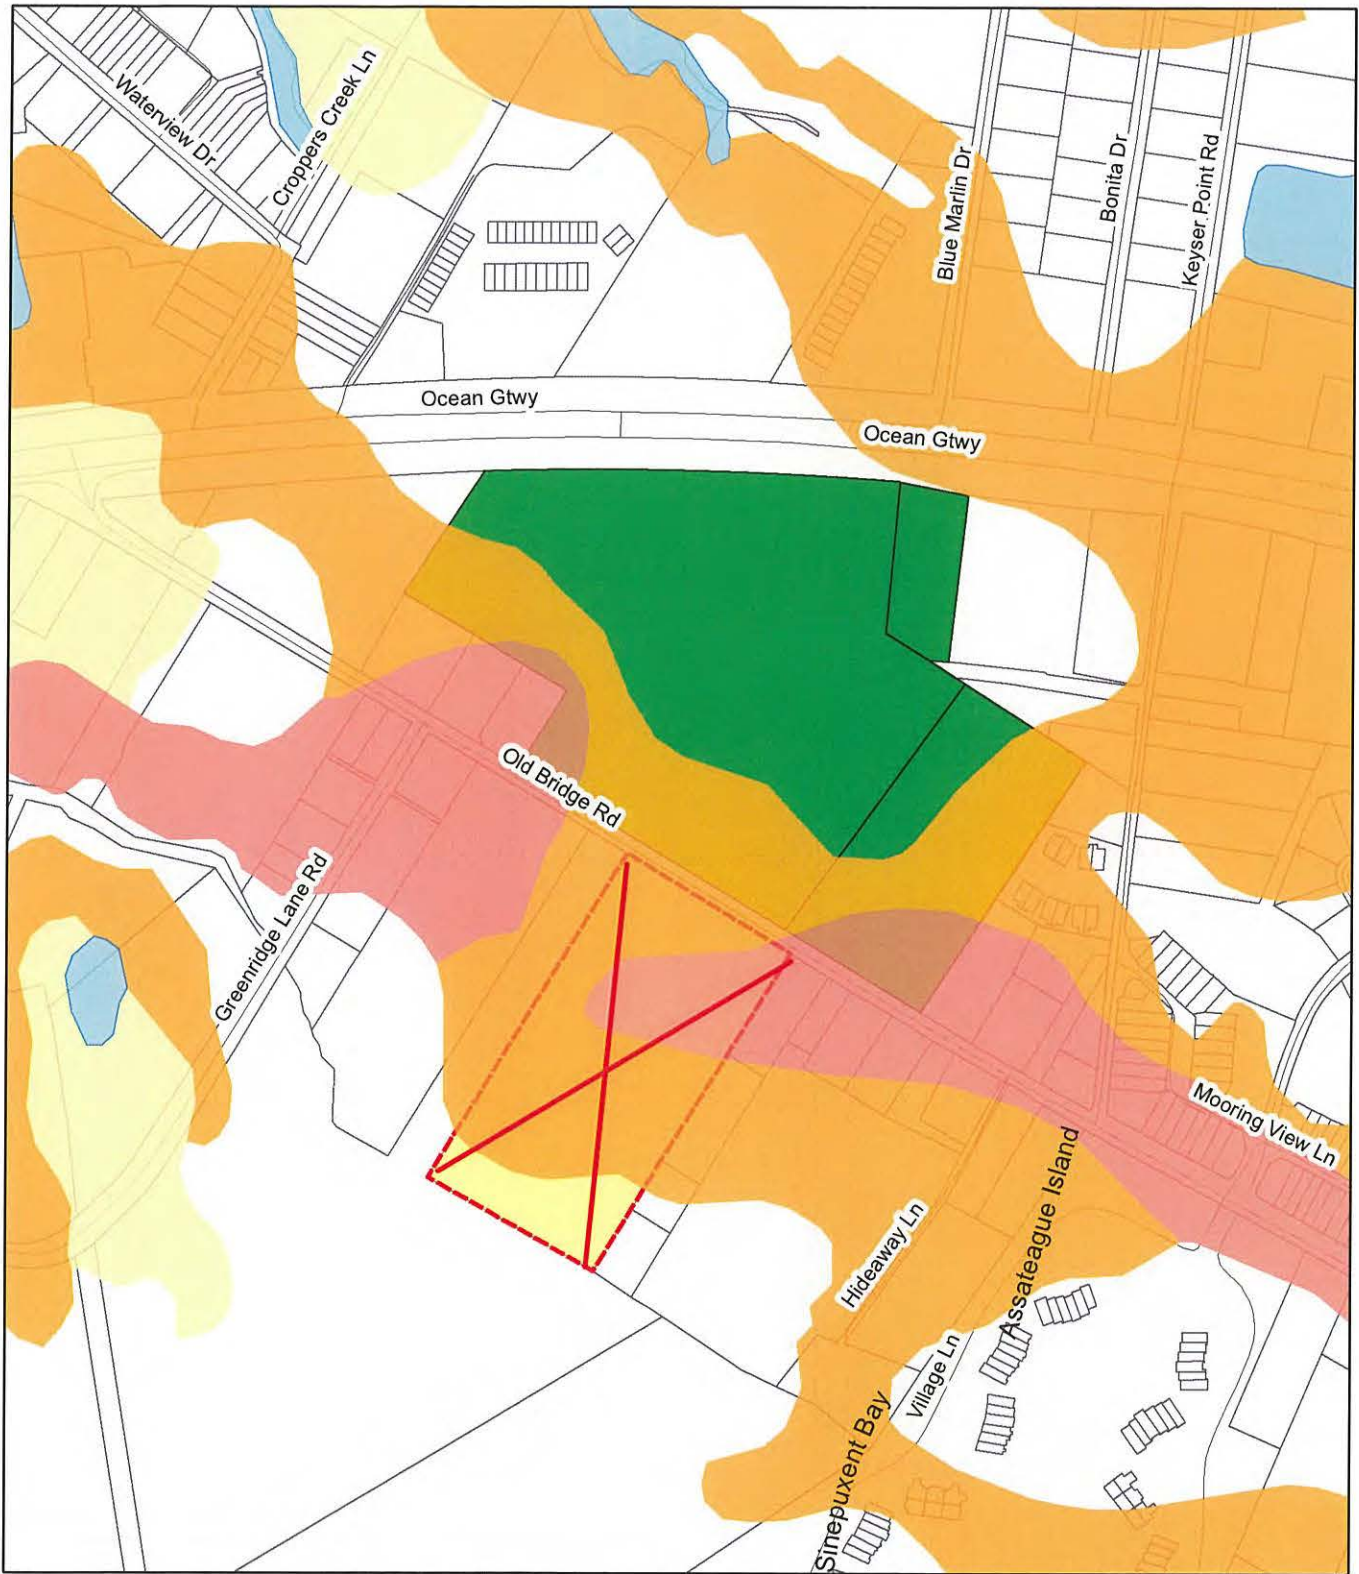 Waterview Dr
Croppers Creek Ln
Blue Marlin Dr
Bonita Dr
Keyser Point Rd
Ocean Gtwy
Ocean Gtwy
Old Bridge Rd
Greenridge Lane Rd
Mooring View Ln
Assateague Island
Hideaway Ln
Village Ln
Sinepuxent Bay